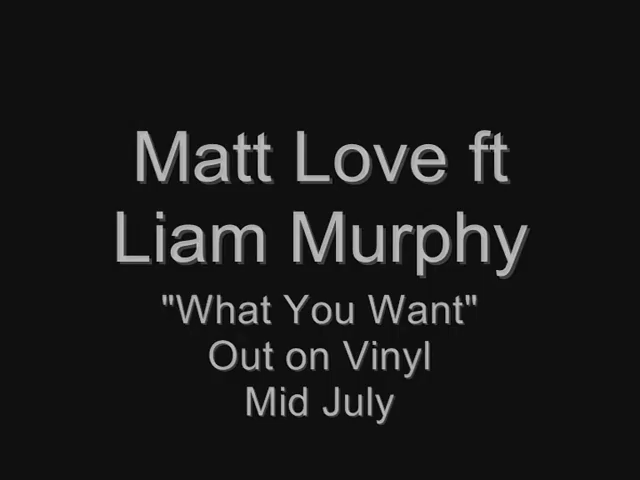 Matt Love ft
Liam Murphy
"What You Want"
Out on Vinyl
Mid July